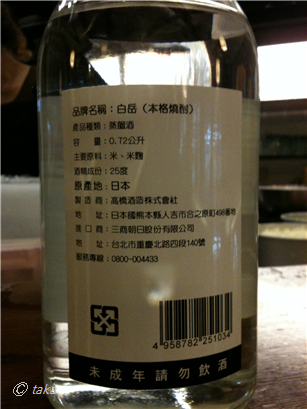 品牌名稱：白岳（本格燒酎）
產品種類：蒸餾酒
容　　量：0.72公升
主要原料：米、米麴
酒精成份：25度
原產地：日本
製造商：高橋酒造株式會社
地　　址：日本國熊本縣人吉市合之原町498番地
進口商：三商朝日股份有限公司
地　　址：台北市重慶北路四段140號
服務專線：0800-004433
4 958782 251034
未成年請勿飲酒